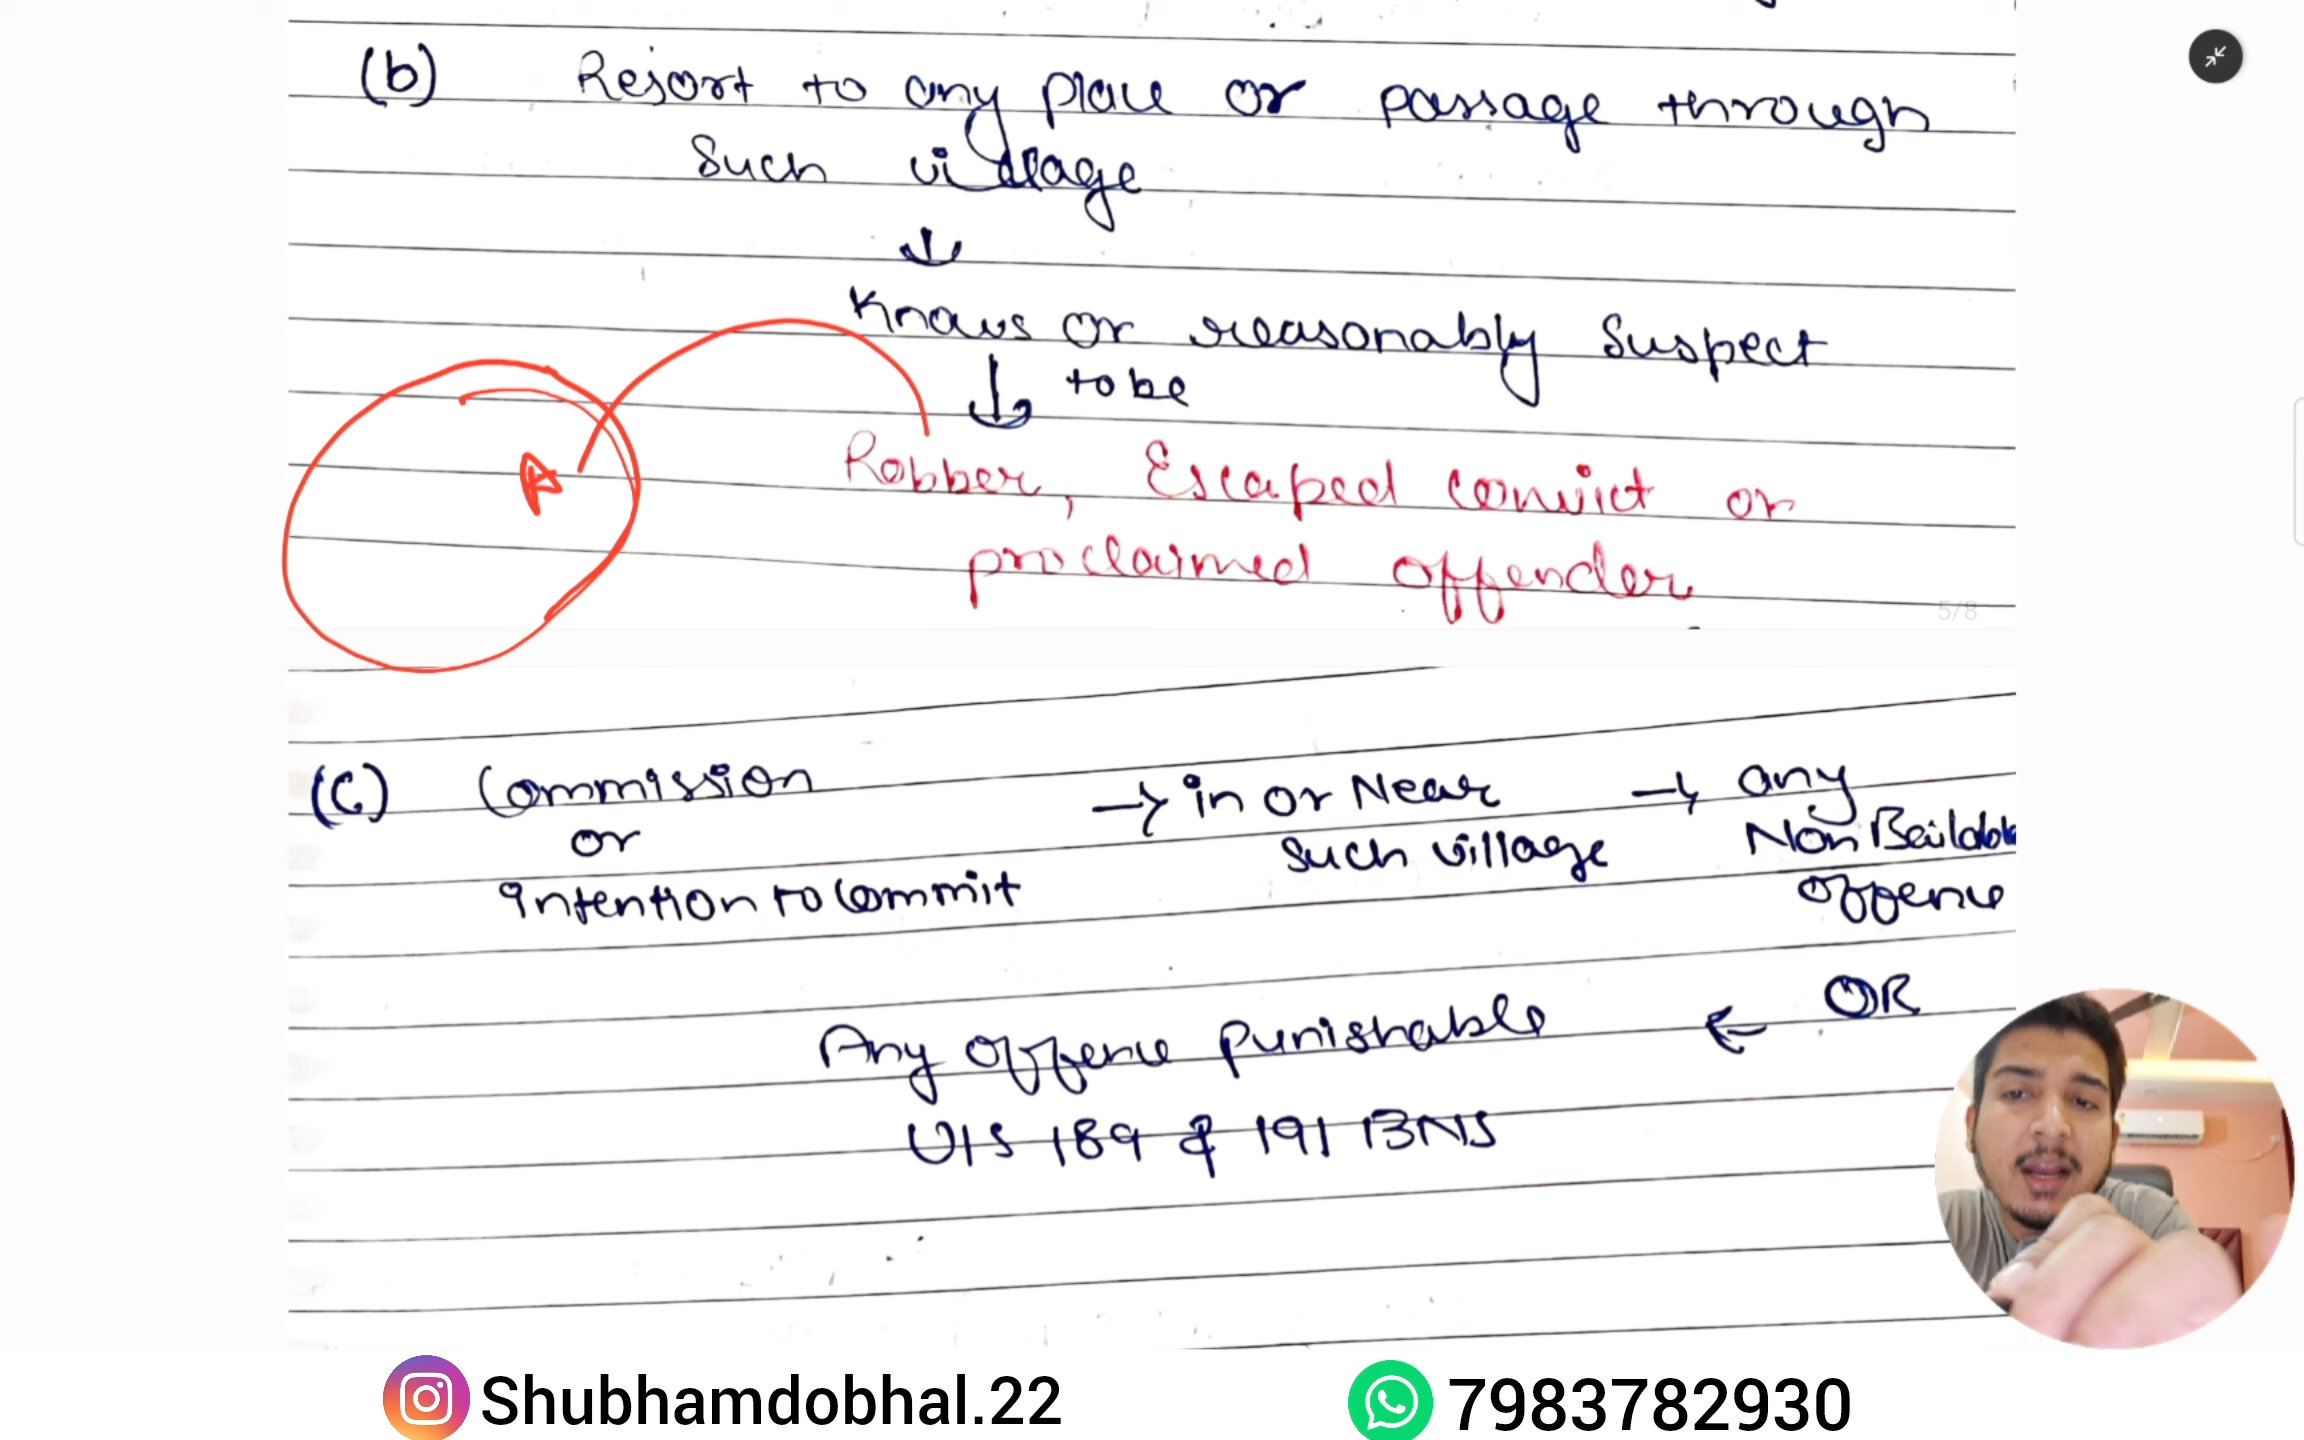 (b) Resort to any place or passage through
such village
↓
Knows or reasonably suspect
↓ to be
A
Robber, Escaped convict or
proclaimed offender
5/8
(C) Commission → in or Near → any
or such village Non Bailable
Intention to commit offence
Any offence punishable ← OR
U/S 189 & 191 BNS
Shubhamdobhal.22
7983782930